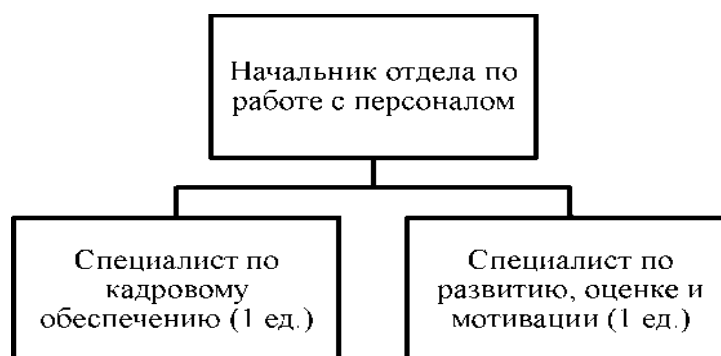 Начальник отдела по
работе с персоналом
Специалист по
кадровому
обеспечению (1 ед.)
Специалист по
развитию, оценке и
мотивации (1 ед.)